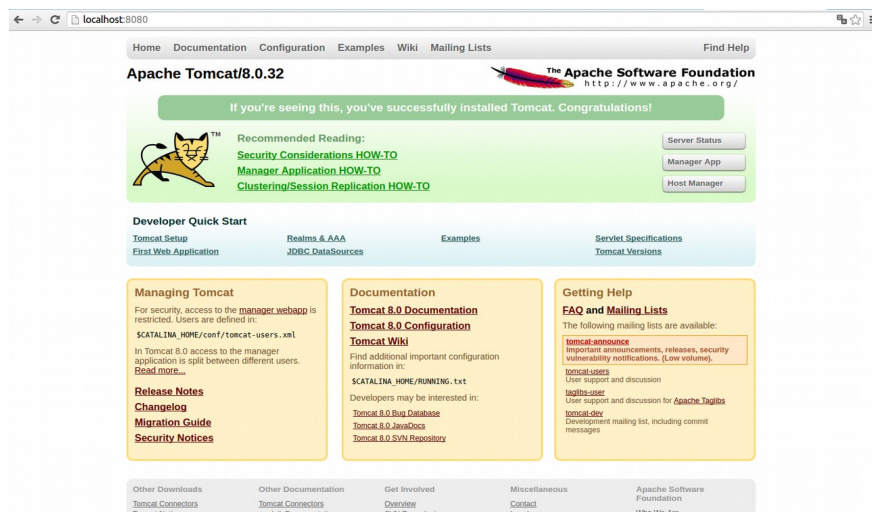 localhost:8080
Home Documentation Configuration Examples Wiki Mailing Lists Find Help
Apache Tomcat/8.0.32
The Apache Software Foundation
http://www.apache.org/
If you're seeing this, you've successfully installed Tomcat. Congratulations!
TM
Recommended Reading:
Security Considerations HOW-TO
Manager Application HOW-TO
Clustering/Session Replication HOW-TO
Server Status
Manager App
Host Manager
Developer Quick Start
Tomcat Setup
First Web Application
Realms & AAA
JDBC DataSources
Examples
Servlet Specifications
Tomcat Versions
Managing Tomcat
For security, access to the manager webapp is
restricted. Users are defined in:
$CATALINA_HOME/conf/tomcat-users.xml
In Tomcat 8.0 access to the manager
application is split between different users.
Read more...
Release Notes
Changelog
Migration Guide
Security Notices
Documentation
Tomcat 8.0 Documentation
Tomcat 8.0 Configuration
Tomcat Wiki
Find additional important configuration
information in:
$CATALINA_HOME/RUNNING.txt
Developers may be interested in:
Tomcat 8.0 Bug Database
Tomcat 8.0 JavaDocs
Tomcat 8.0 SVN Repository
Getting Help
FAQ and Mailing Lists
The following mailing lists are available:
tomcat-announce
Important announcements, releases, security
vulnerability notifications. (Low volume).
tomcat-users
User support and discussion
taglibs-user
User support and discussion for Apache Taglibs
tomcat-dev
Development mailing list, including commit
messages
Other Downloads
Tomcat Connectors
Other Documentation
Tomcat Connectors
Get Involved
Overview
Miscellaneous
Contact
Apache Software
Foundation